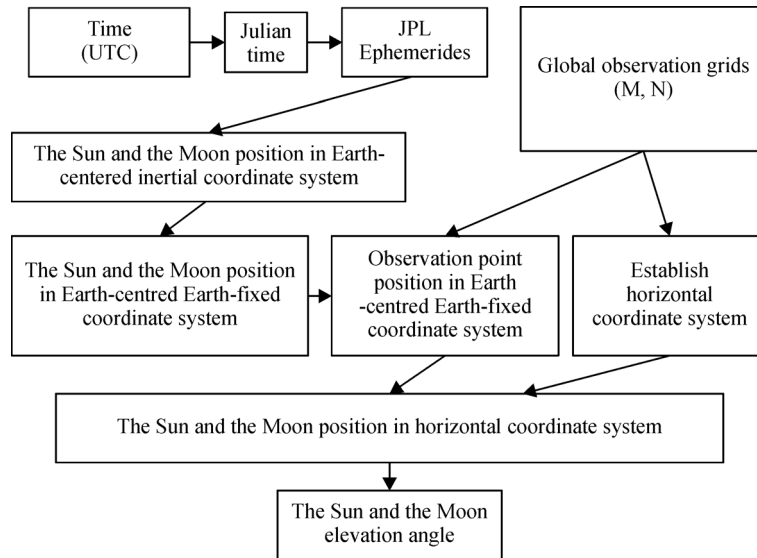 Time
(UTC)
Julian
time
JPL
Ephemerides
Global observation grids
(M, N)
The Sun and the Moon position in Earth-
centered inertial coordinate system
The Sun and the Moon position
in Earth-centred Earth-fixed
coordinate system
Observation point
position in Earth
-centred Earth-fixed
coordinate system
Establish
horizontal
coordinate system
The Sun and the Moon position in horizontal coordinate system
The Sun and the Moon
elevation angle